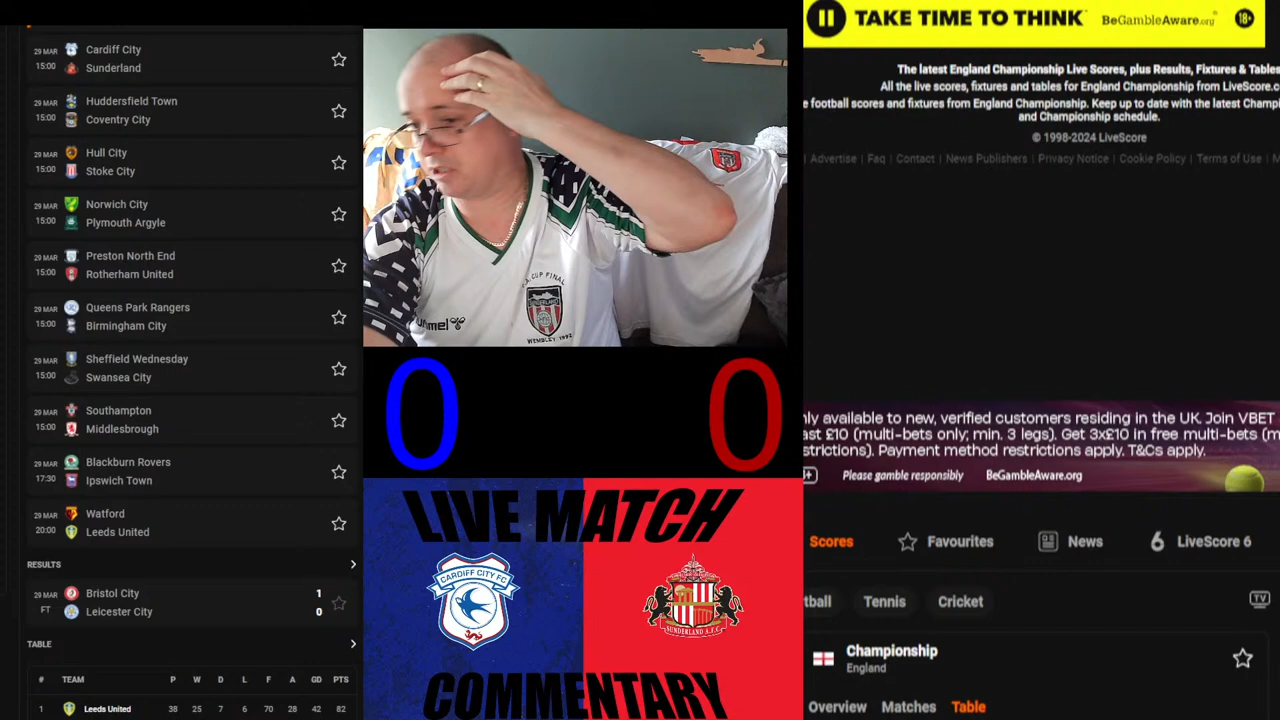 29 MAR
15:00
Cardiff City
Sunderland
29 MAR
15:00
Huddersfield Town
Coventry City
29 MAR
15:00
Hull City
Stoke City
29 MAR
15:00
Norwich City
Plymouth Argyle
29 MAR
15:00
Preston North End
Rotherham United
29 MAR
15:00
Queens Park Rangers
Birmingham City
29 MAR
15:00
Sheffield Wednesday
Swansea City
29 MAR
15:00
Southampton
Middlesbrough
29 MAR
17:30
Blackburn Rovers
Ipswich Town
29 MAR
20:00
Watford
Leeds United
RESULTS
FT
Bristol City 1
Leicester City 0
TABLE
# TEAM P W D L F A GD PTS
1 Leeds United 38 25 7 6 70 28 42 82
CUP FINAL
SUNDERLAND
WEMBLEY, 1992
0 0
LIVE MATCH
CARDIFF CITY FC
SUNDERLAND A.F.C
COMMENTARY
TAKE TIME TO THINK BeGambleAware.org 18+
The latest England Championship Live Scores, plus Results, Fixtures & Tables
All the live scores, fixtures and tables for England Championship from LiveScore.c
e football scores and fixtures from England Championship. Keep up to date with the latest Champ
and Championship schedule.
© 1998-2024 LiveScore
| Advertise | Faq | Contact | News Publishers | Privacy Notice | Cookie Policy | Terms of Use | M
nly available to new, verified customers residing in the UK. Join VBET
ast £10 (multi-bets only; min. 3 legs). Get 3x£10 in free multi-bets (m
strictions). Payment method restrictions apply. T&Cs apply.
Please gamble responsibly BeGambleAware.org
Scores Favourites News 6 LiveScore 6
tball Tennis Cricket TV
Championship
England
Overview Matches Table